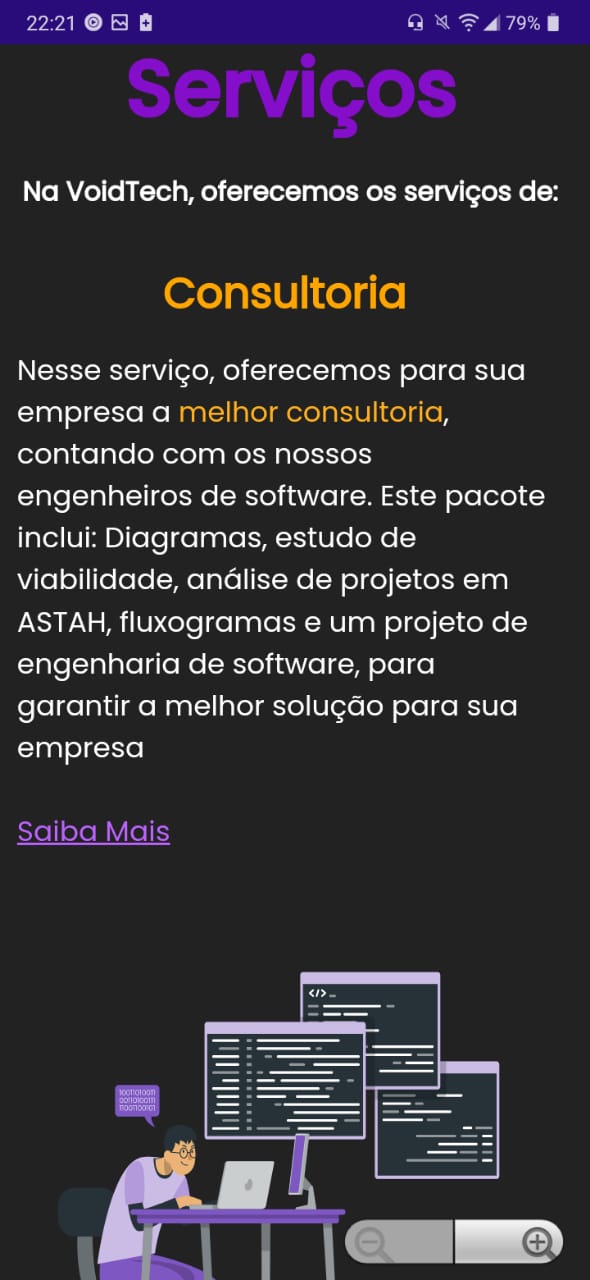 22:21
79%
Serviços
Na VoidTech, oferecemos os serviços de:
Consultoria
Nesse serviço, oferecemos para sua
empresa a melhor consultoria,
contando com os nossos
engenheiros de software. Este pacote
inclui: Diagramas, estudo de
viabilidade, análise de projetos em
ASTAH, fluxogramas e um projeto de
engenharia de software, para
garantir a melhor solução para sua
empresa
Saiba Mais
</>